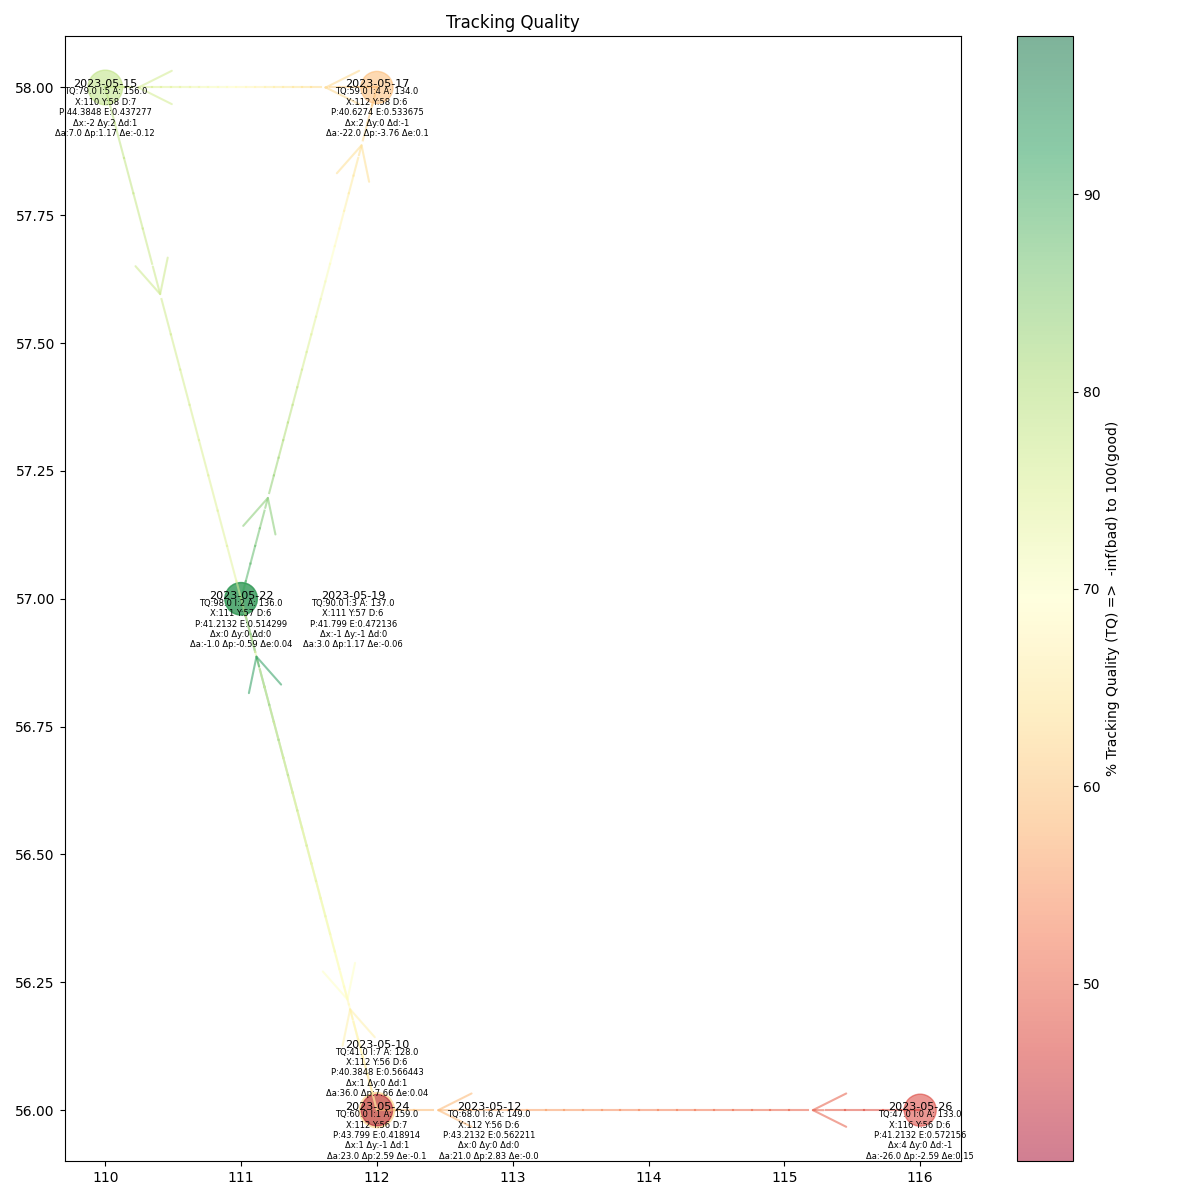 Tracking Quality
58.00
57.75
57.50
57.25
57.00
56.75
56.50
56.25
56.00
110
111
112
113
114
115
116
2023-05-15
TQ:79.0 I:5 A: 156.0
X:110 Y:58 D:7
P:44.3848 E:0.437277
Δx:-2 Δy:2 Δd:1
Δa:7.0 Δp:1.17 Δe:-0.12
2023-05-17
TQ:59.0 I:4 A: 134.0
X:112 Y:58 D:6
P:40.6274 E:0.533675
Δx:2 Δy:0 Δd:-1
Δa:-22.0 Δp:-3.76 Δe:0.1
2023-05-22
TQ:98.0 I:2 A: 136.0
X:111 Y:57 D:6
P:41.2132 E:0.514299
Δx:0 Δy:0 Δd:0
Δa:-1.0 Δp:-0.59 Δe:0.04
2023-05-19
TQ:90.0 I:3 A: 137.0
X:111 Y:57 D:6
P:41.799 E:0.472136
Δx:-1 Δy:-1 Δd:0
Δa:3.0 Δp:1.17 Δe:-0.06
2023-05-10
TQ:41.0 I:7 A: 128.0
X:112 Y:56 D:6
P:40.3848 E:0.566443
Δx:1 Δy:0 Δd:1
Δa:36.0 Δp:7.66 Δe:0.04
2023-05-24
TQ:60.0 I:1 A: 159.0
X:112 Y:56 D:7
P:43.799 E:0.418914
Δx:1 Δy:-1 Δd:1
Δa:23.0 Δp:2.59 Δe:-0.1
2023-05-12
TQ:68.0 I:6 A: 149.0
X:112 Y:56 D:6
P:43.2132 E:0.562211
Δx:0 Δy:0 Δd:0
Δa:21.0 Δp:2.83 Δe:-0.0
2023-05-26
TQ:47.0 I:0 A: 133.0
X:116 Y:56 D:6
P:41.2132 E:0.572156
Δx:4 Δy:0 Δd:-1
Δa:-26.0 Δp:-2.59 Δe:0.15
90
80
70
60
50
% Tracking Quality (TQ) =>  -inf(bad) to 100(good)